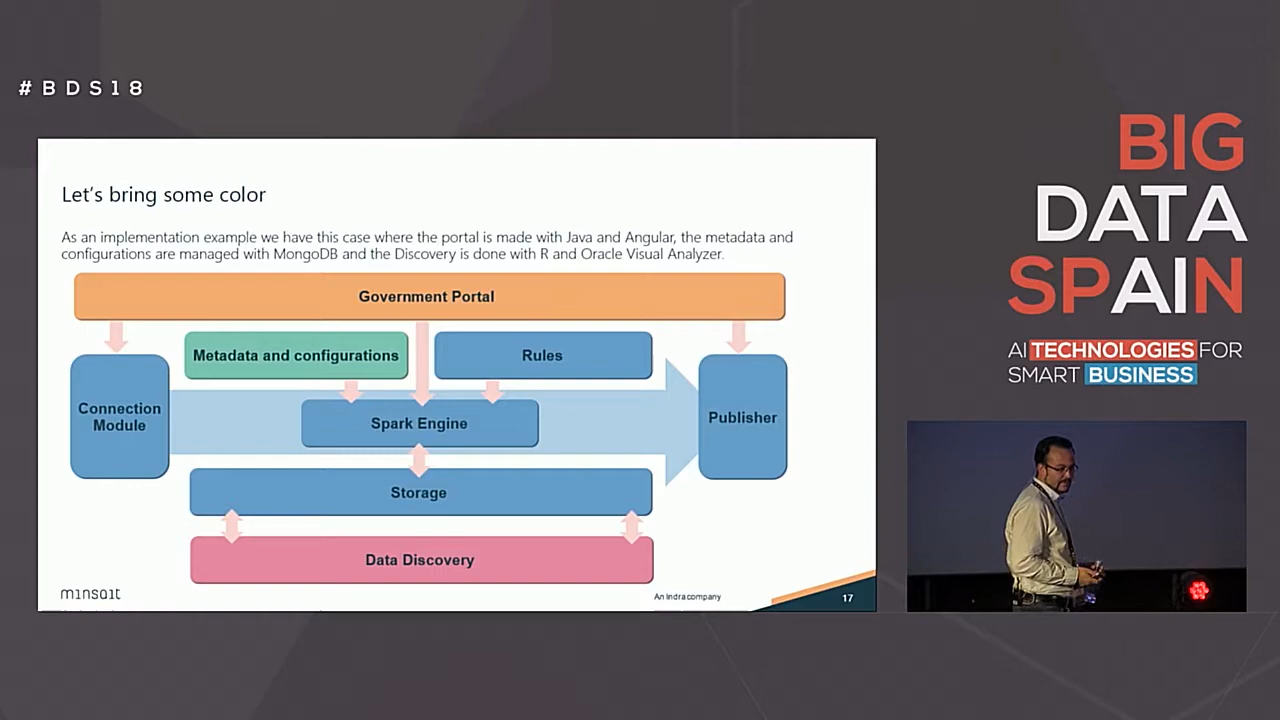 #BDS18
BIG
DATA
SPAIN
AI TECHNOLOGIES FOR
SMART BUSINESS
Let's bring some color
As an implementation example we have this case where the portal is made with Java and Angular, the metadata and
configurations are managed with MongoDB and the Discovery is done with R and Oracle Visual Analyzer.
Government Portal
Metadata and configurations
Rules
Connection
Module
Spark Engine
Publisher
Storage
Data Discovery
minsait
An Indra company
17